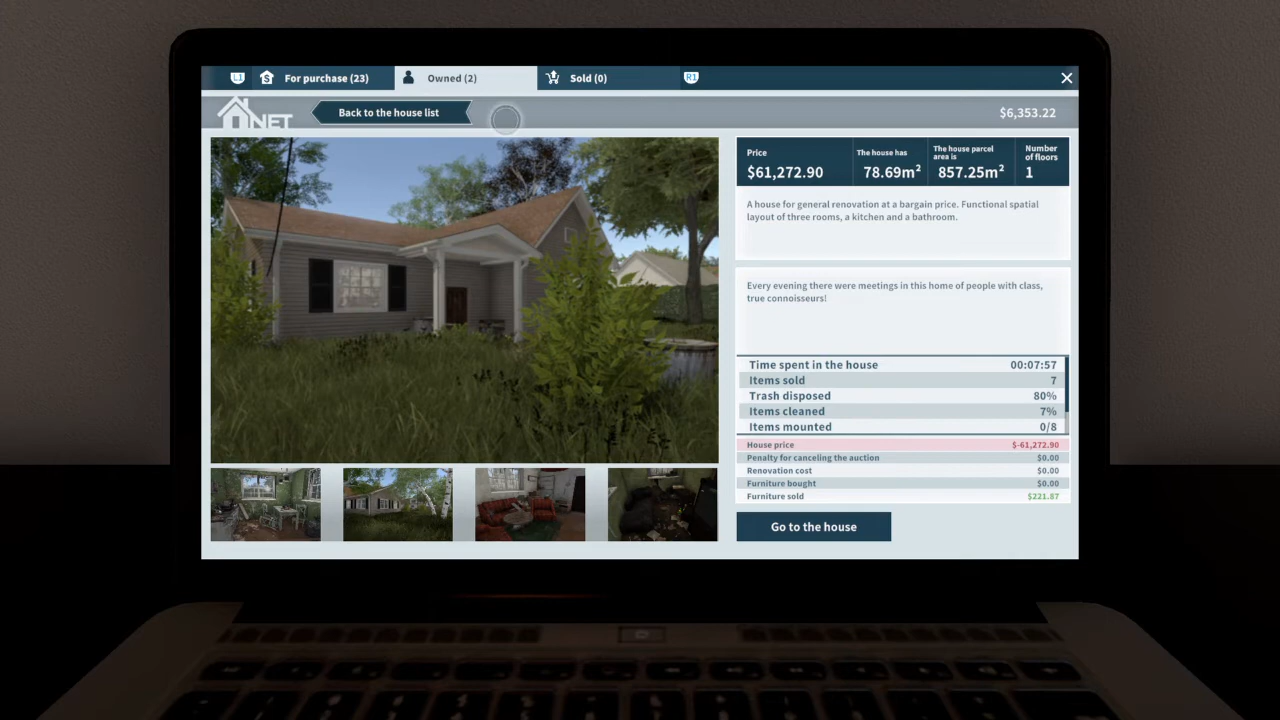 L1
For purchase (23)
Owned (2)
Sold (0)
R1
NET
Back to the house list
$6,353.22
Price
$61,272.90
The house has
78.69m²
The house parcel
area is
857.25m²
Number
of floors
1
A house for general renovation at a bargain price. Functional spatial
layout of three rooms, a kitchen and a bathroom.
Every evening there were meetings in this home of people with class,
true connoisseurs!
Time spent in the house 00:07:57
Items sold 7
Trash disposed 80%
Items cleaned 7%
Items mounted 0/8
House price $-61,272.90
Penalty for canceling the auction $0.00
Renovation cost $0.00
Furniture bought $0.00
Furniture sold $221.87
Go to the house